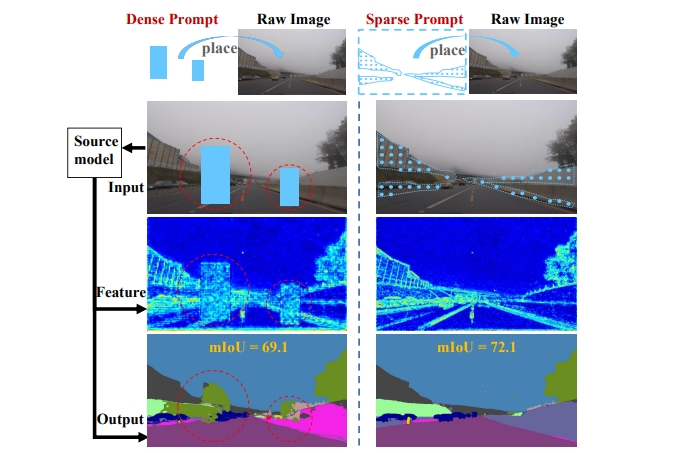 Dense Prompt Raw Image Sparse Prompt Raw Image
place place
Source
model
Input
Feature
mIoU = 69.1 mIoU = 72.1
Output